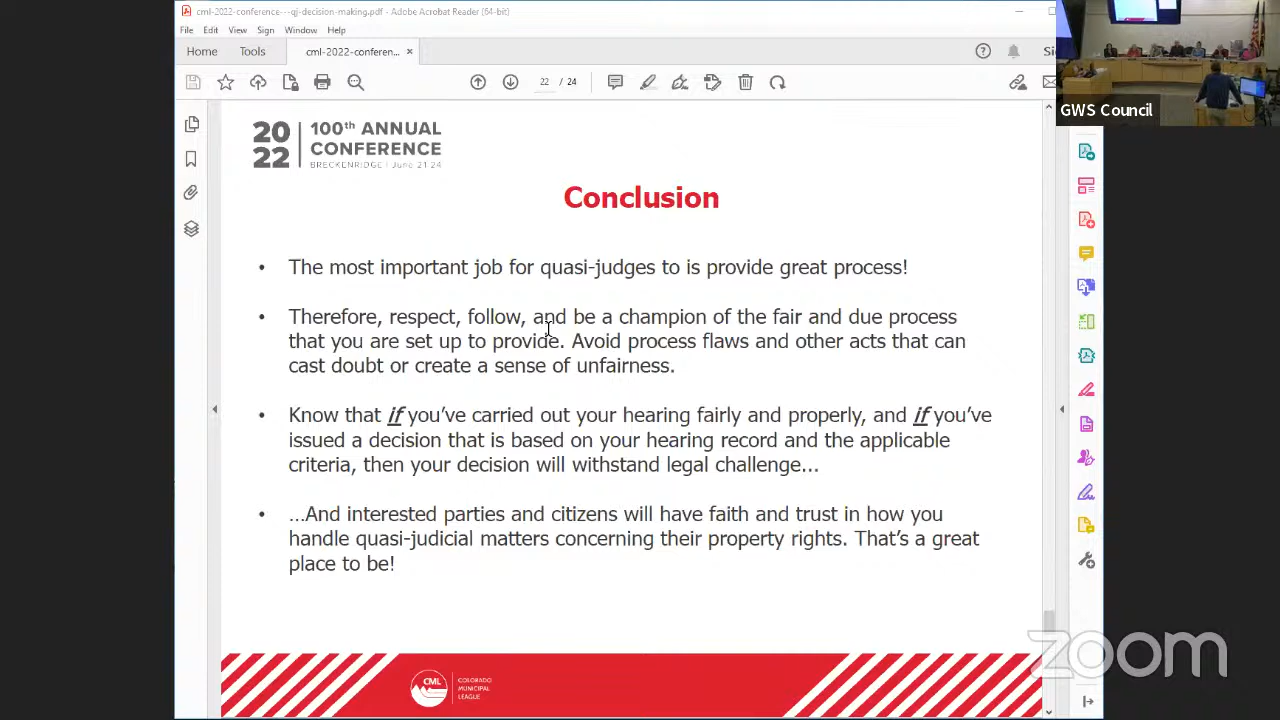 cml-2022-conference---qj-decision-making.pdf - Adobe Acrobat Reader (64-bit)
File Edit View Sign Window Help
Home Tools cml-2022-conferen... ×
22 / 24
GWS Council
20 22 100th ANNUAL CONFERENCE
BRECKENRIDGE | June 21-24
Conclusion
• The most important job for quasi-judges to is provide great process!
• Therefore, respect, follow, and be a champion of the fair and due process
that you are set up to provide. Avoid process flaws and other acts that can
cast doubt or create a sense of unfairness.
• Know that if you've carried out your hearing fairly and properly, and if you've
issued a decision that is based on your hearing record and the applicable
criteria, then your decision will withstand legal challenge...
• ...And interested parties and citizens will have faith and trust in how you
handle quasi-judicial matters concerning their property rights. That's a great
place to be!
CML
COLORADO
MUNICIPAL
LEAGUE
zoom